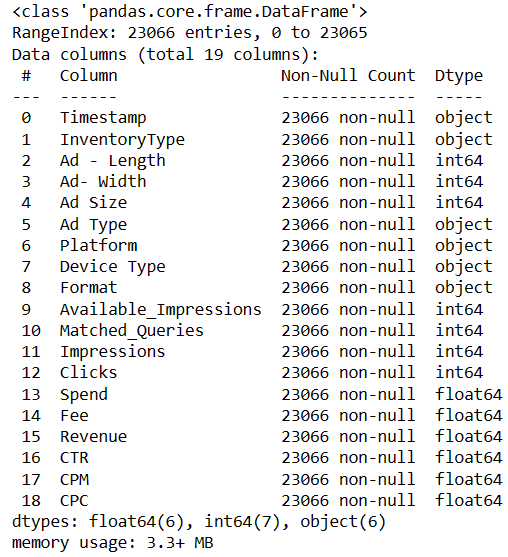 <class 'pandas.core.frame.DataFrame'>
RangeIndex: 23066 entries, 0 to 23065
Data columns (total 19 columns):
 #   Column                 Non-Null Count  Dtype
---  ------                 --------------  -----
 0   Timestamp              23066 non-null  object
 1   InventoryType          23066 non-null  object
 2   Ad - Length            23066 non-null  int64
 3   Ad- Width              23066 non-null  int64
 4   Ad Size                23066 non-null  int64
 5   Ad Type                23066 non-null  object
 6   Platform               23066 non-null  object
 7   Device Type            23066 non-null  object
 8   Format                 23066 non-null  object
 9   Available_Impressions  23066 non-null  int64
 10  Matched_Queries        23066 non-null  int64
 11  Impressions            23066 non-null  int64
 12  Clicks                 23066 non-null  int64
 13  Spend                  23066 non-null  float64
 14  Fee                    23066 non-null  float64
 15  Revenue                23066 non-null  float64
 16  CTR                    23066 non-null  float64
 17  CPM                    23066 non-null  float64
 18  CPC                    23066 non-null  float64
dtypes: float64(6), int64(7), object(6)
memory usage: 3.3+ MB